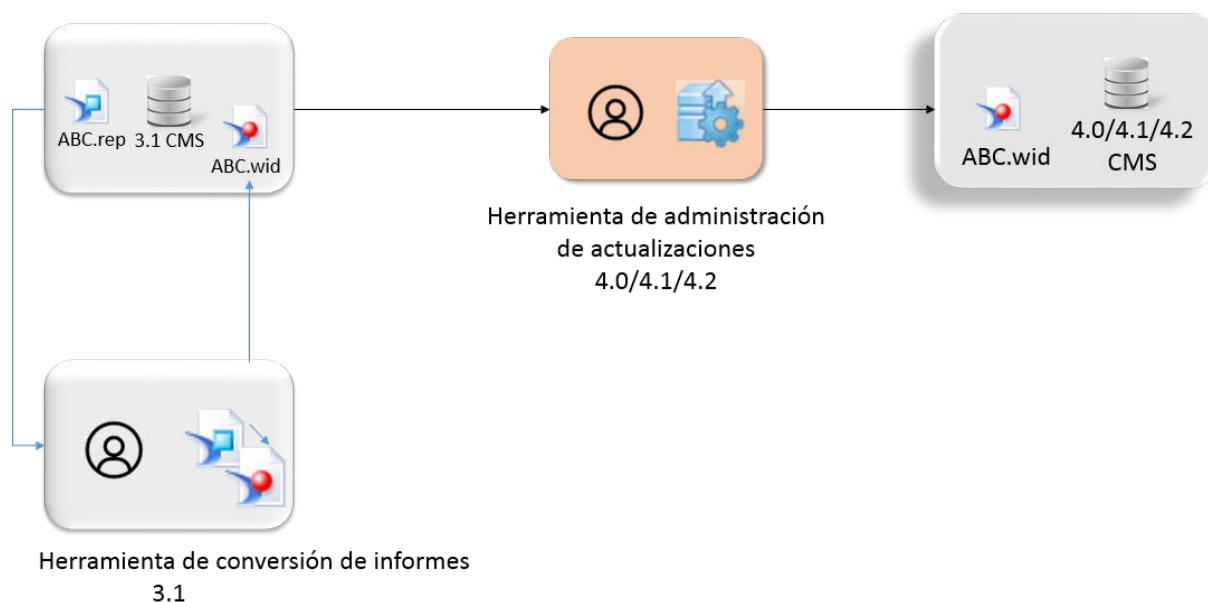 ABC.rep
3.1 CMS
ABC.wid
ABC.wid
4.0/4.1/4.2
CMS
Herramienta de administración
de actualizaciones
4.0/4.1/4.2
Herramienta de conversión de informes
3.1